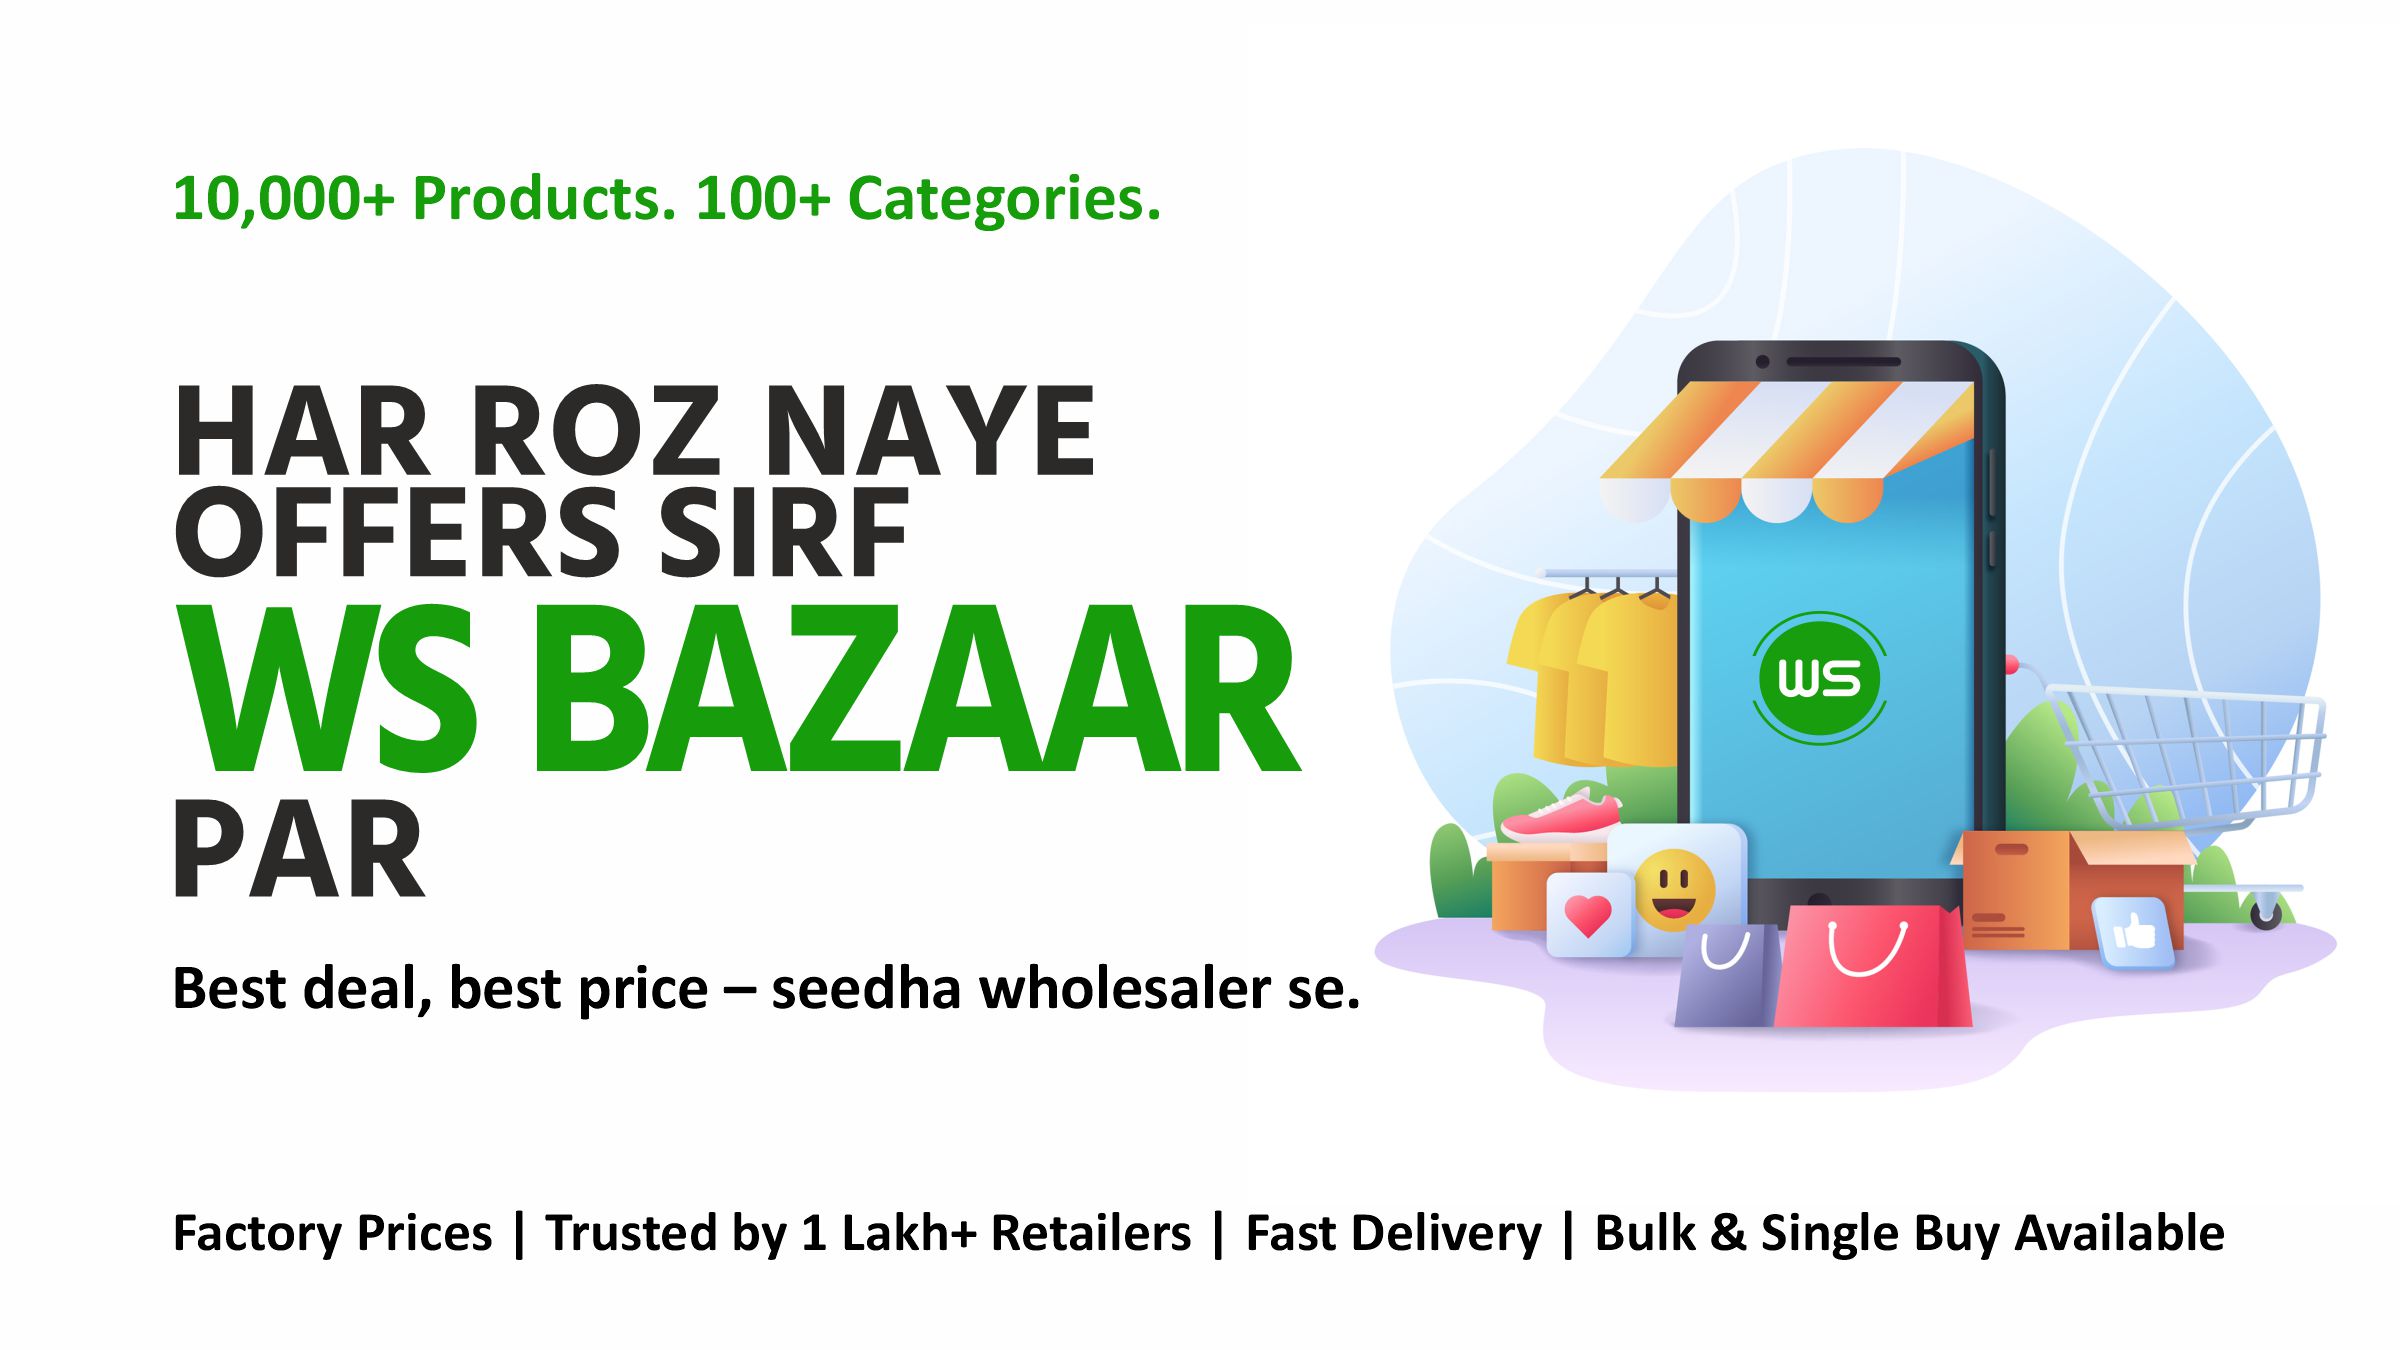 10,000+ Products. 100+ Categories.
HAR ROZ NAYE
OFFERS SIRF
WS BAZAAR
PAR
Best deal, best price – seedha wholesaler se.
WS
Factory Prices | Trusted by 1 Lakh+ Retailers | Fast Delivery | Bulk & Single Buy Available